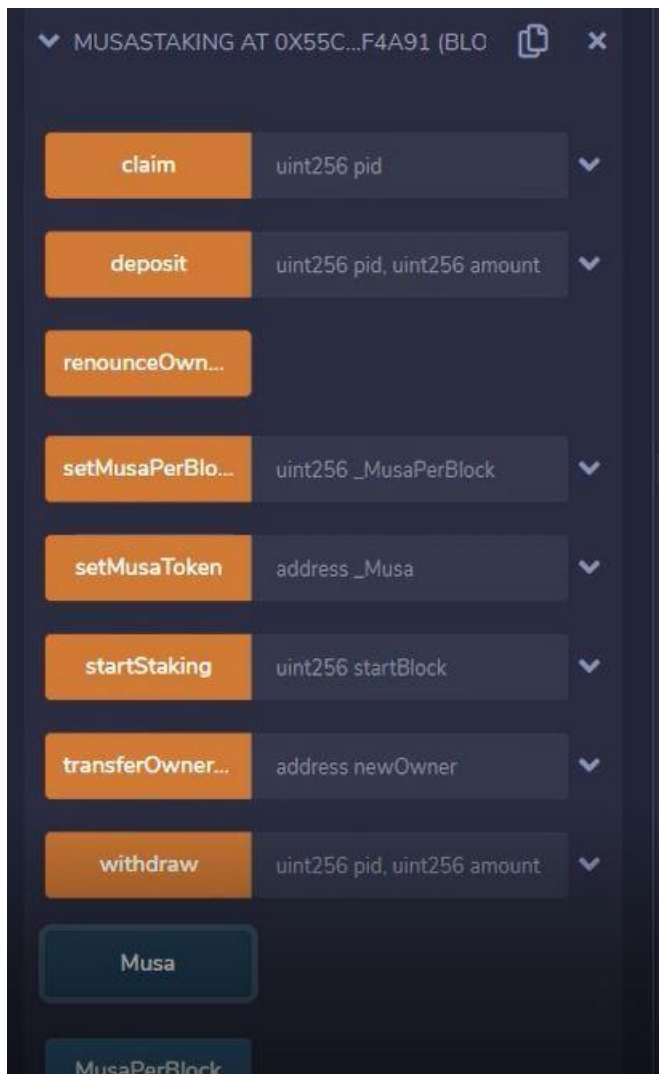 MUSASTAKING AT 0X55C...F4A91 (BLO
claim uint256 pid
deposit uint256 pid, uint256 amount
renounceOwn...
setMusaPerBlo... uint256 _MusaPerBlock
setMusaToken address _Musa
startStaking uint256 startBlock
transferOwner... address newOwner
withdraw uint256 pid, uint256 amount
Musa
MusaPerBlock